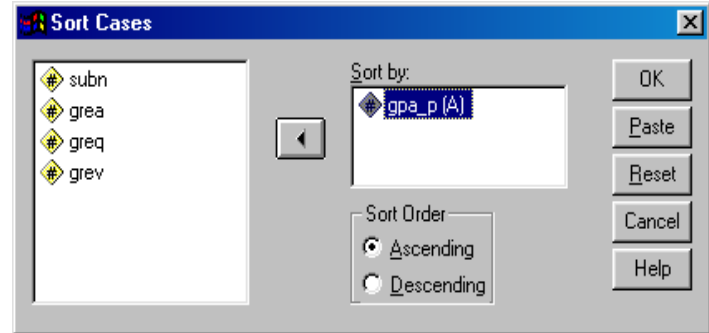 Sort Cases
subn
grea
greq
grev
Sort by:
gpa_p (A)
Sort Order
Ascending
Descending
OK
Paste
Reset
Cancel
Help